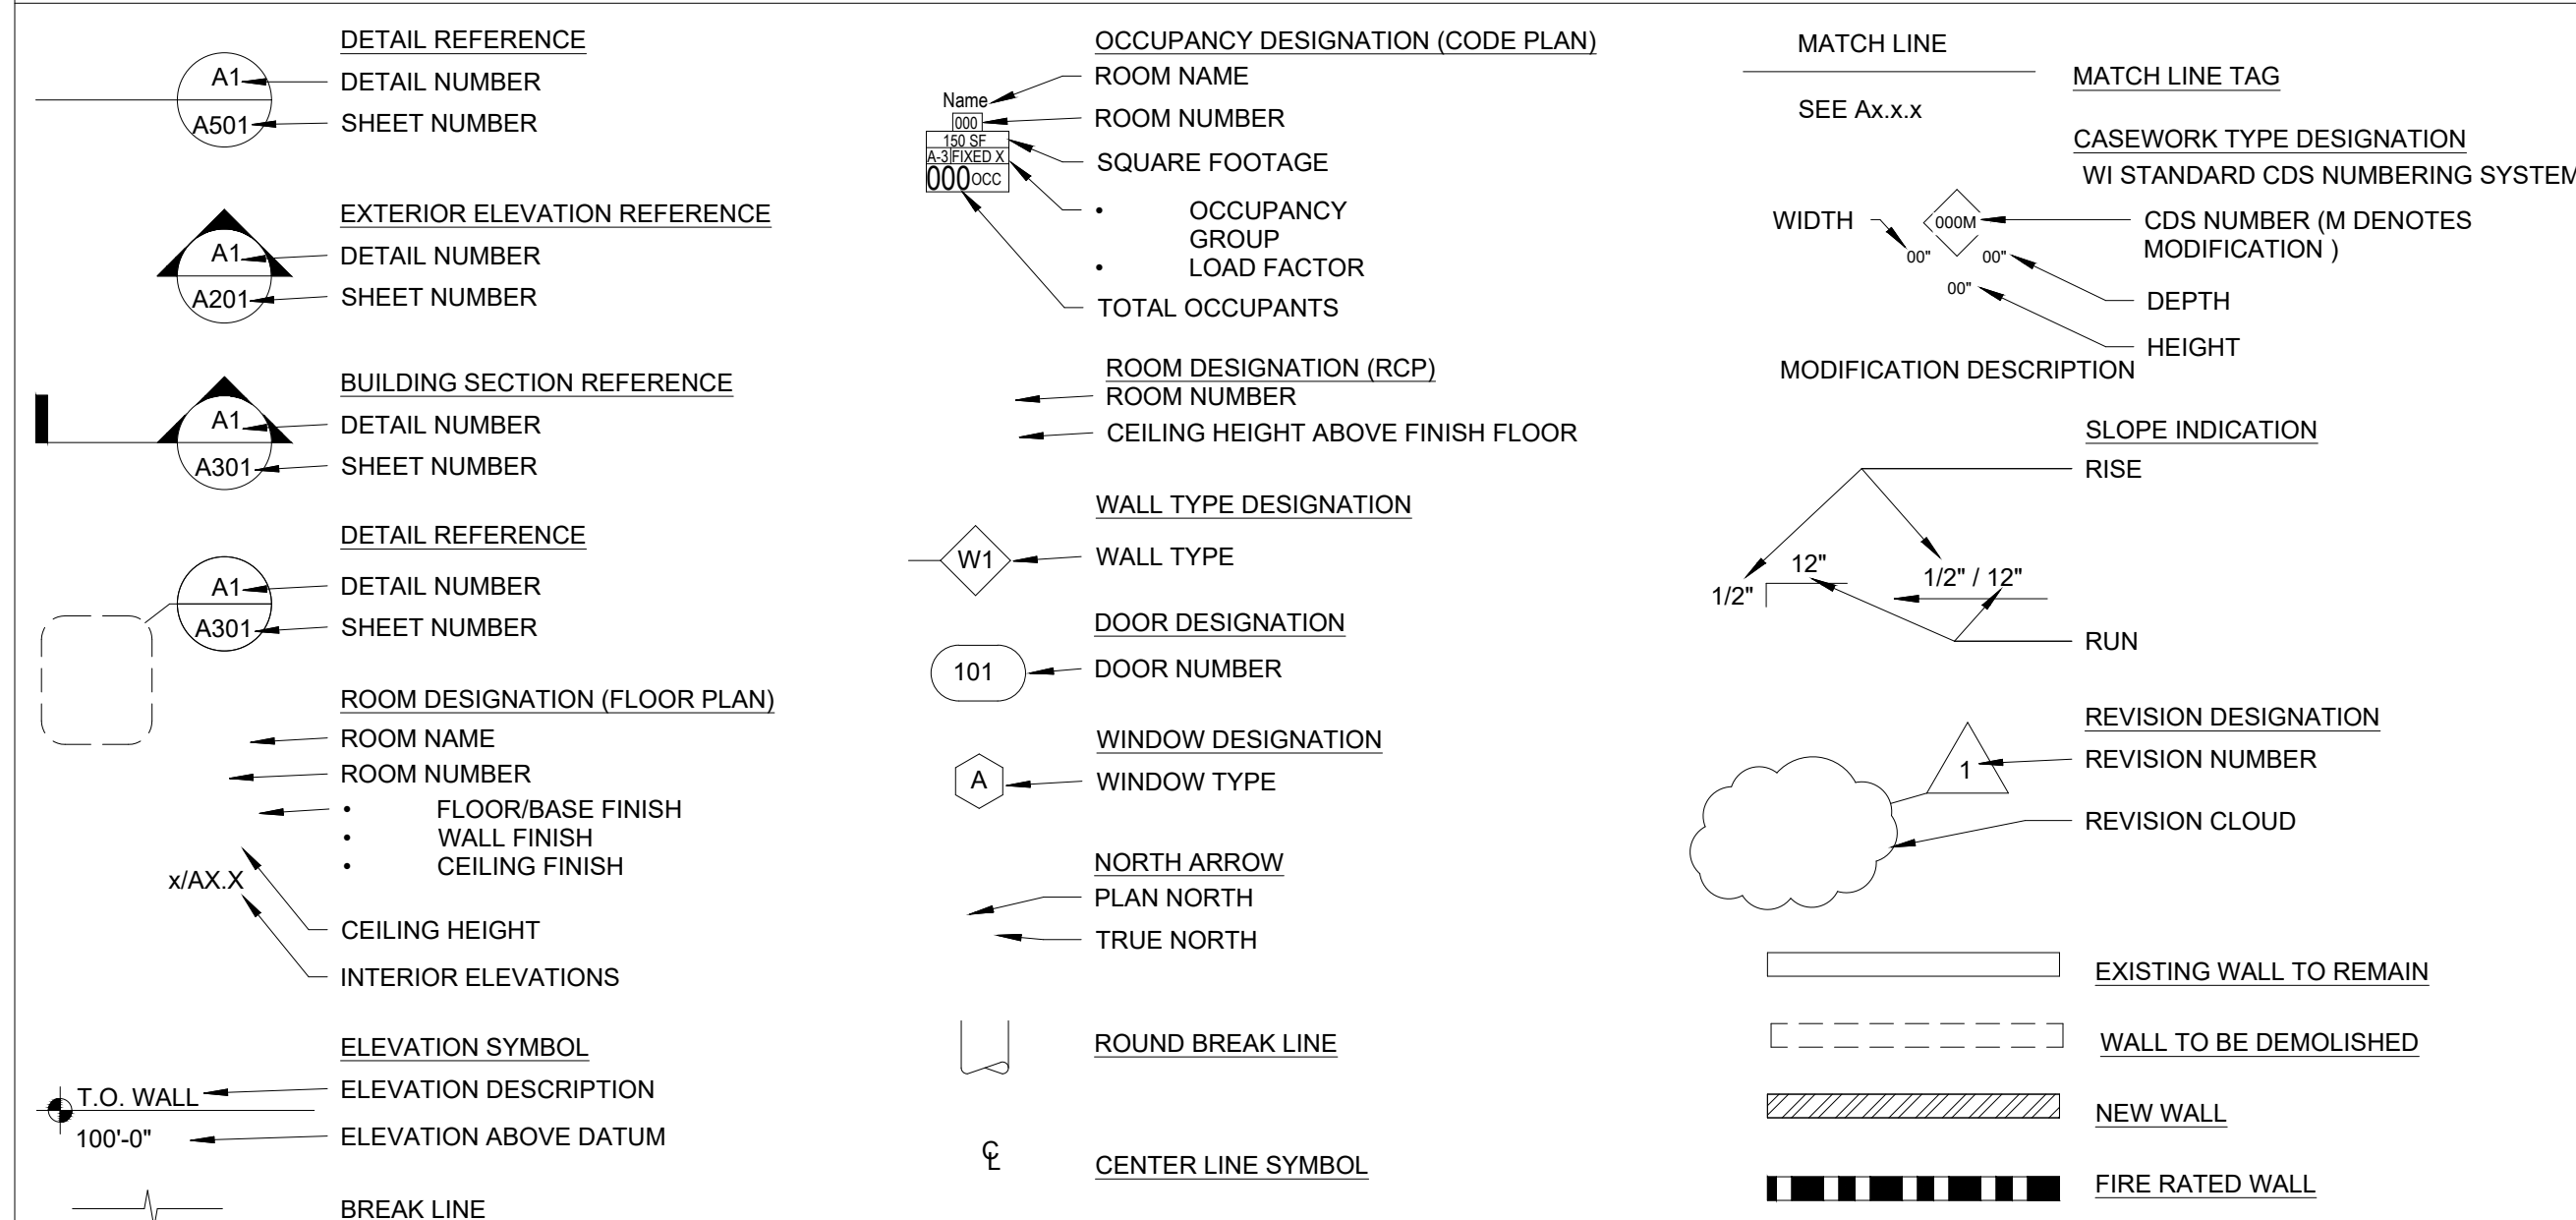 DETAIL REFERENCE
A1
DETAIL NUMBER
A501
SHEET NUMBER
EXTERIOR ELEVATION REFERENCE
A1
DETAIL NUMBER
A201
SHEET NUMBER
BUILDING SECTION REFERENCE
A1
DETAIL NUMBER
A301
SHEET NUMBER
DETAIL REFERENCE
A1
DETAIL NUMBER
A301
SHEET NUMBER
ROOM DESIGNATION (FLOOR PLAN)
ROOM NAME
ROOM NUMBER
• FLOOR/BASE FINISH
• WALL FINISH
• CEILING FINISH
x/AX.X
CEILING HEIGHT
INTERIOR ELEVATIONS
ELEVATION SYMBOL
T.O. WALL
ELEVATION DESCRIPTION
100'-0"
ELEVATION ABOVE DATUM
BREAK LINE
OCCUPANCY DESIGNATION (CODE PLAN)
ROOM NAME
Name
000
ROOM NUMBER
150 SF
A-3 FIXED X
SQUARE FOOTAGE
000 OCC
• OCCUPANCY
GROUP
• LOAD FACTOR
TOTAL OCCUPANTS
ROOM DESIGNATION (RCP)
ROOM NUMBER
CEILING HEIGHT ABOVE FINISH FLOOR
WALL TYPE DESIGNATION
W1
WALL TYPE
DOOR DESIGNATION
101
DOOR NUMBER
WINDOW DESIGNATION
A
WINDOW TYPE
NORTH ARROW
PLAN NORTH
TRUE NORTH
ROUND BREAK LINE
℄
CENTER LINE SYMBOL
MATCH LINE
MATCH LINE TAG
SEE Ax.x.x
CASEWORK TYPE DESIGNATION
WI STANDARD CDS NUMBERING SYSTEM
WIDTH
000M
CDS NUMBER (M DENOTES
MODIFICATION )
00" 00"
00"
DEPTH
HEIGHT
MODIFICATION DESCRIPTION
SLOPE INDICATION
RISE
12"
1/2"
1/2" / 12"
RUN
REVISION DESIGNATION
1
REVISION NUMBER
REVISION CLOUD
EXISTING WALL TO REMAIN
WALL TO BE DEMOLISHED
NEW WALL
FIRE RATED WALL